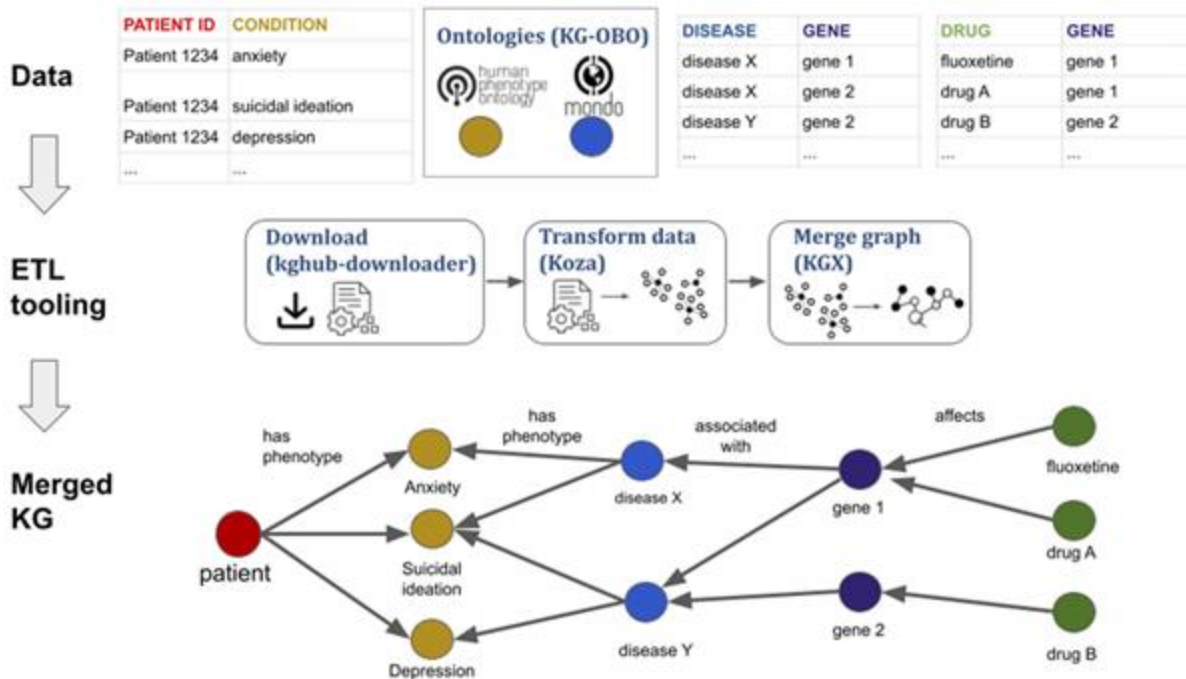 Data
PATIENT ID CONDITION
Patient 1234 anxiety
Patient 1234 suicidal ideation
Patient 1234 depression
... ...
Ontologies (KG-OBO)
human
phenotype
ontology
mondo
DISEASE GENE
disease X gene 1
disease X gene 2
disease Y gene 2
... ...
DRUG GENE
fluoxetine gene 1
drug A gene 1
drug B gene 2
... ...
ETL
tooling
Download
(kghub-downloader)
Transform data
(Koza)
Merge graph
(KGX)
Merged
KG
has
phenotype
has
phenotype
associated
with
affects
patient
Anxiety
Suicidal
ideation
Depression
disease X
disease Y
gene 1
gene 2
fluoxetine
drug A
drug B